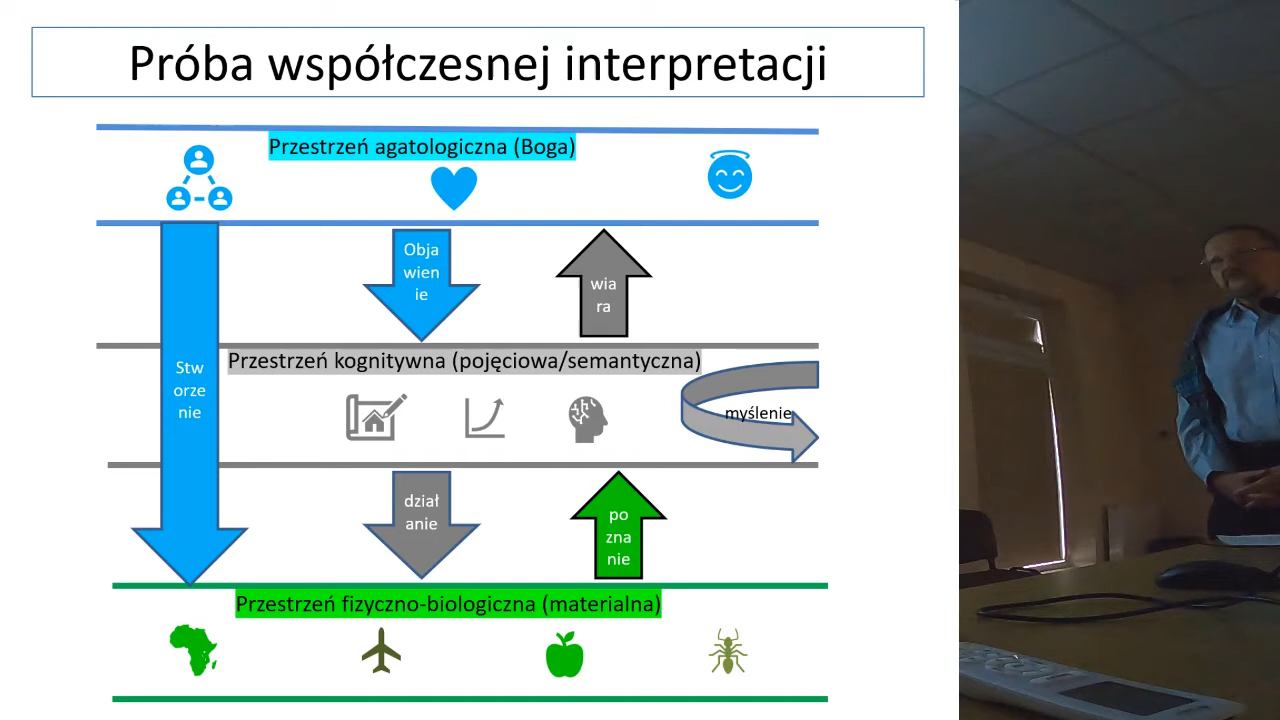 Próba współczesnej interpretacji
Przestrzeń agatologiczna (Boga)
Obja
wien
ie
wia
ra
Stw
orze
nie
Przestrzeń kognitywna (pojęciowa/semantyczna)
myślenie
dział
anie
po
zna
nie
Przestrzeń fizyczno-biologiczna (materialna)